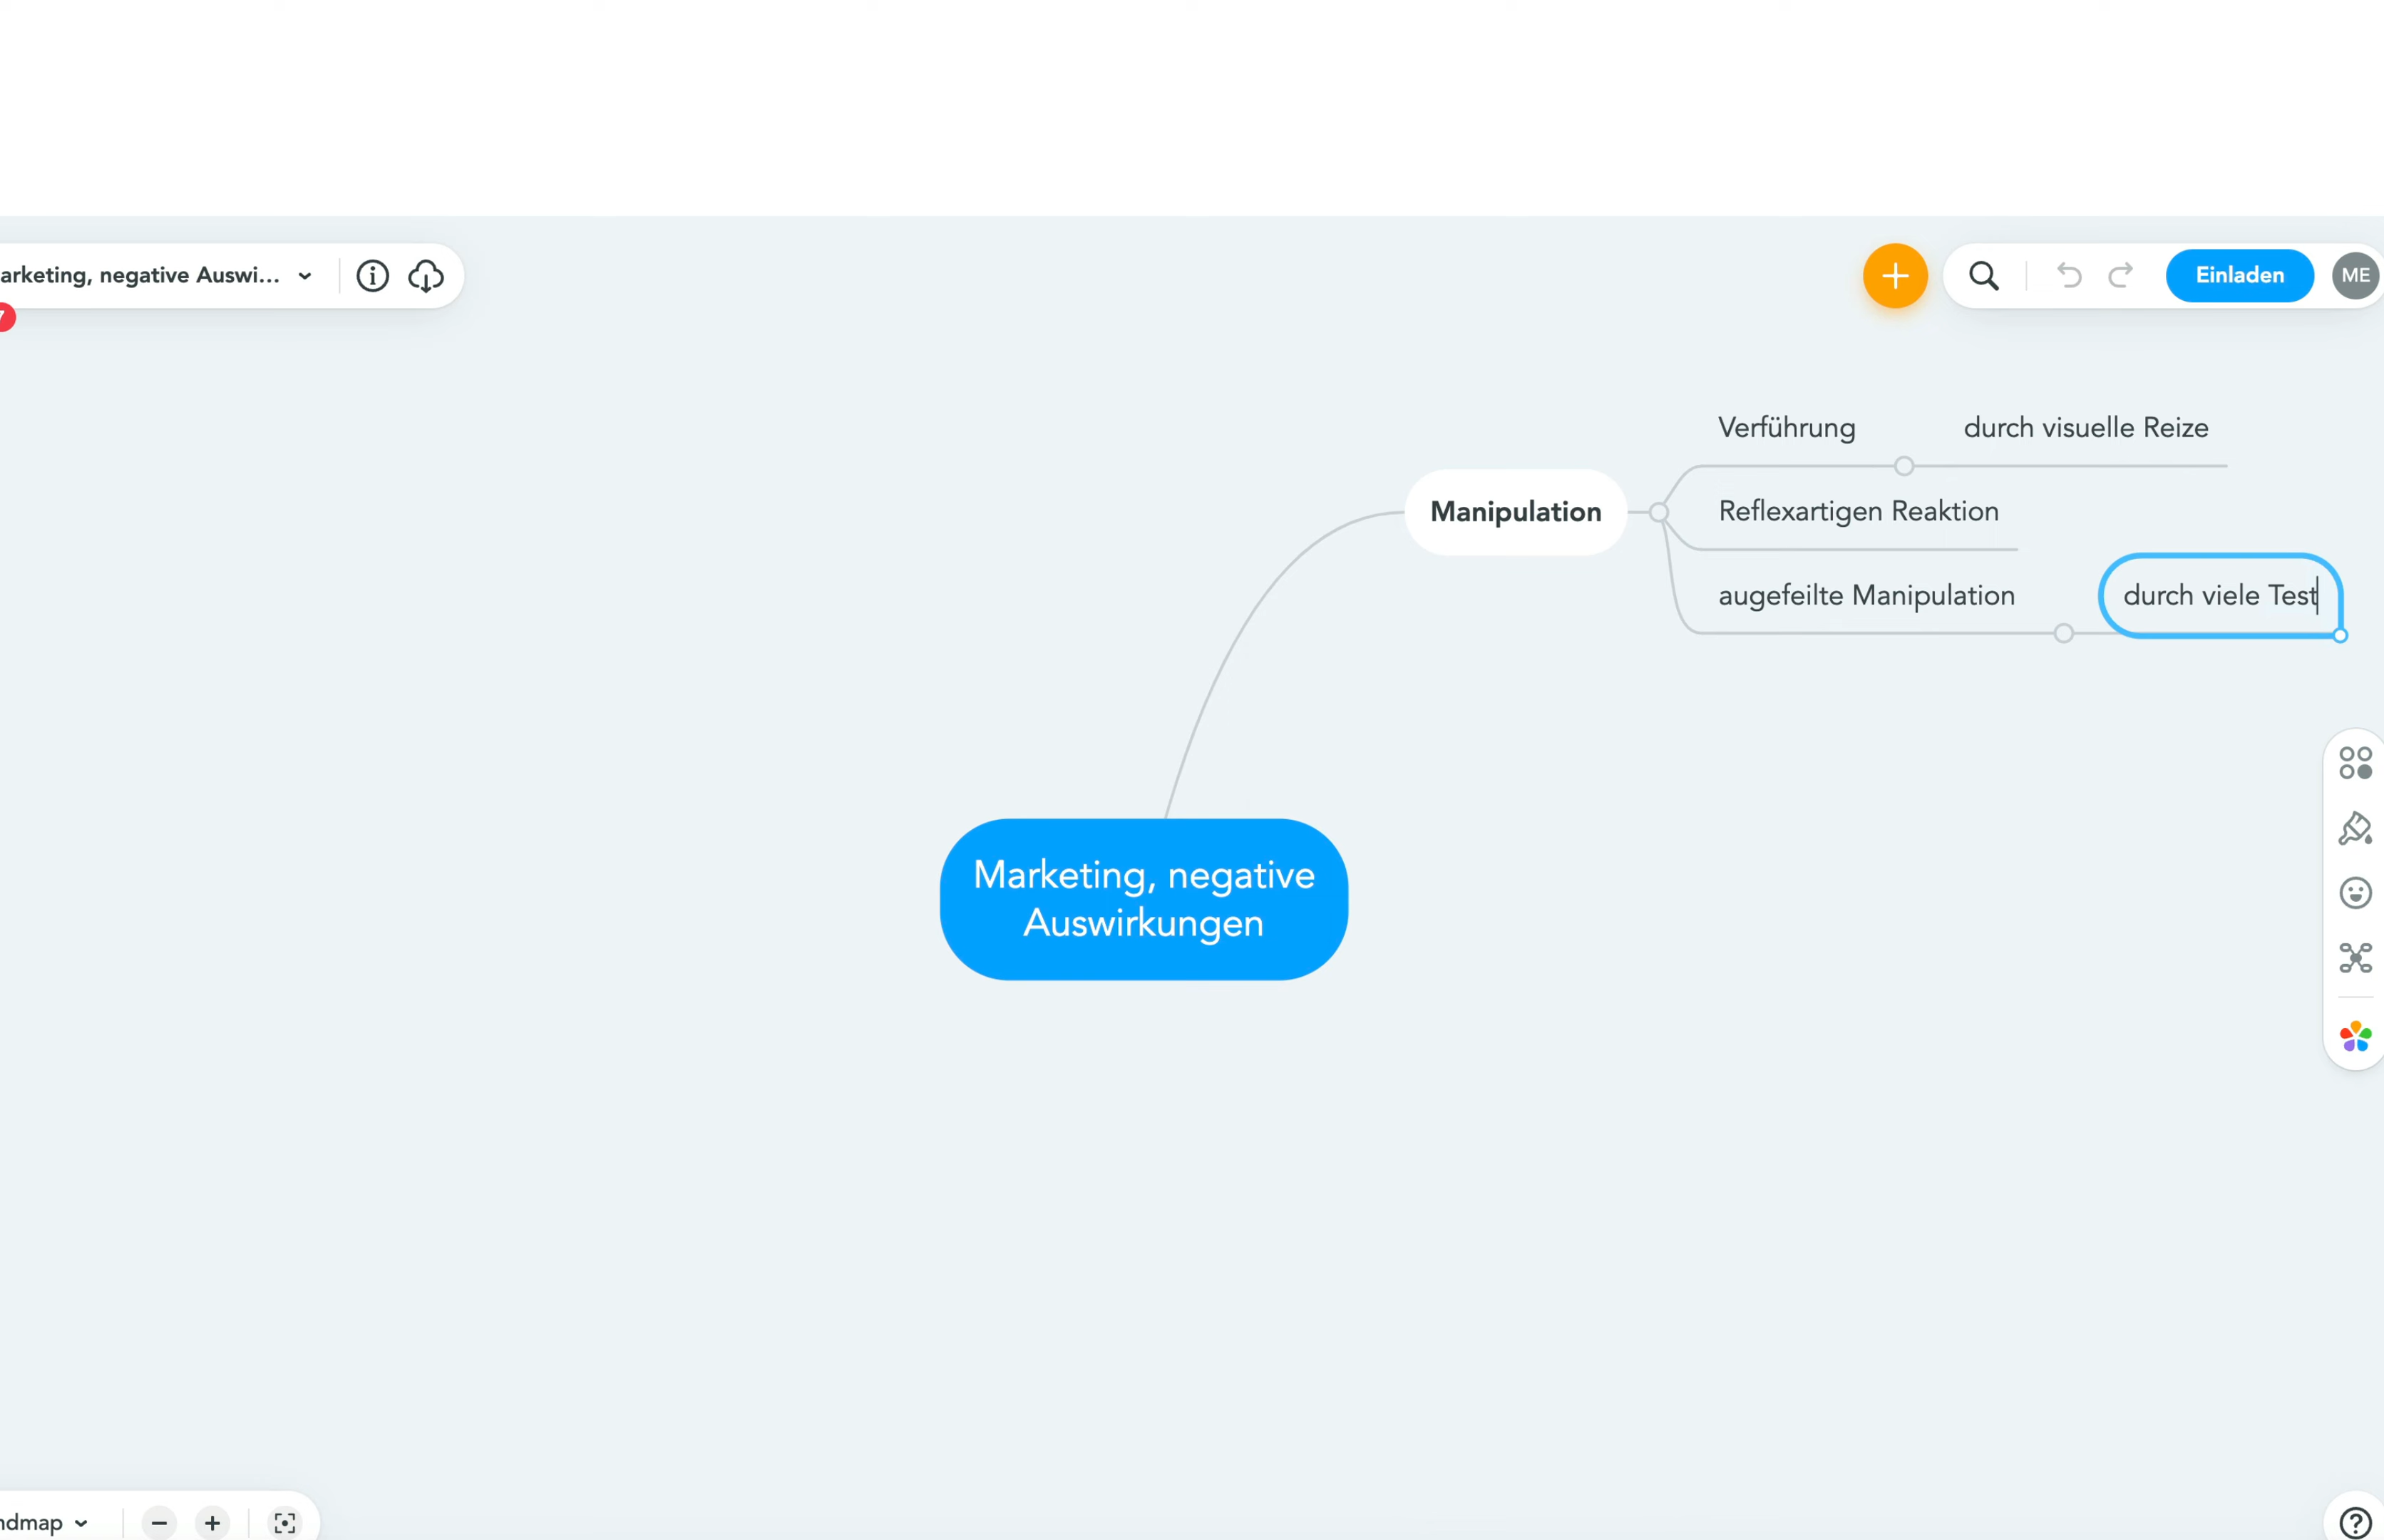 arketing, negative Auswi...
Einladen
ME
Verführung
durch visuelle Reize
Manipulation
Reflexartigen Reaktion
augefeilte Manipulation
durch viele Test
Marketing, negative
Auswirkungen
ndmap